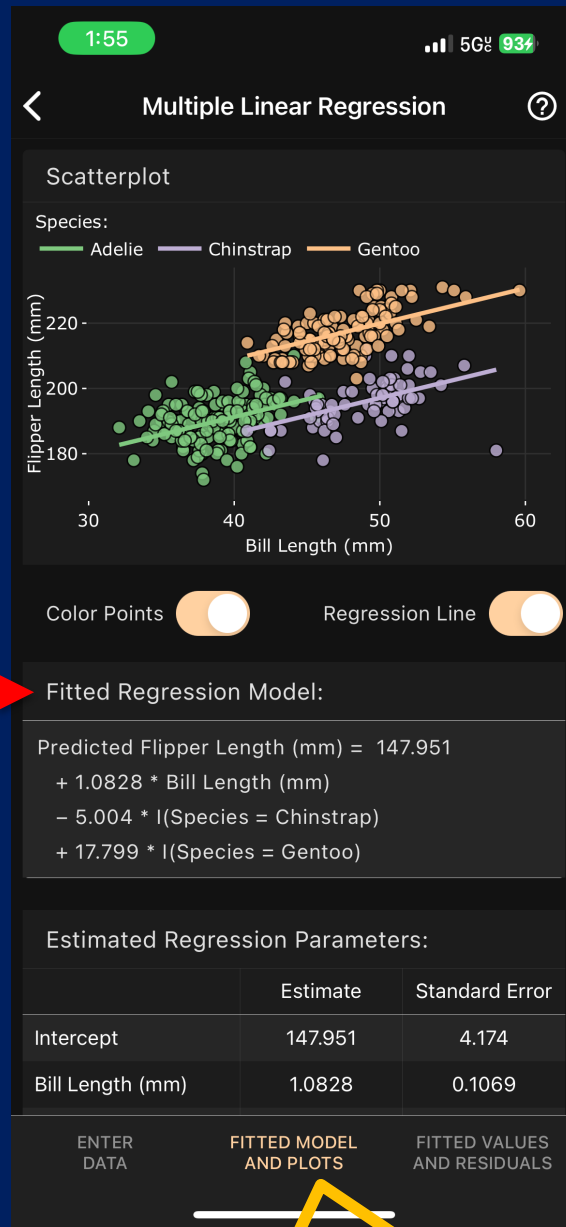 1:55
5G 93
Multiple Linear Regression ?
Scatterplot
Species:
Adelie Chinstrap Gentoo
Flipper Length (mm)
220
200
180
30 40 50 60
Bill Length (mm)
Color Points Regression Line
Fitted Regression Model:
Predicted Flipper Length (mm) = 147.951
+ 1.0828 * Bill Length (mm)
– 5.004 * I(Species = Chinstrap)
+ 17.799 * I(Species = Gentoo)
Estimated Regression Parameters:
Estimate Standard Error
Intercept 147.951 4.174
Bill Length (mm) 1.0828 0.1069
ENTER FITTED MODEL FITTED VALUES
DATA AND PLOTS AND RESIDUALS